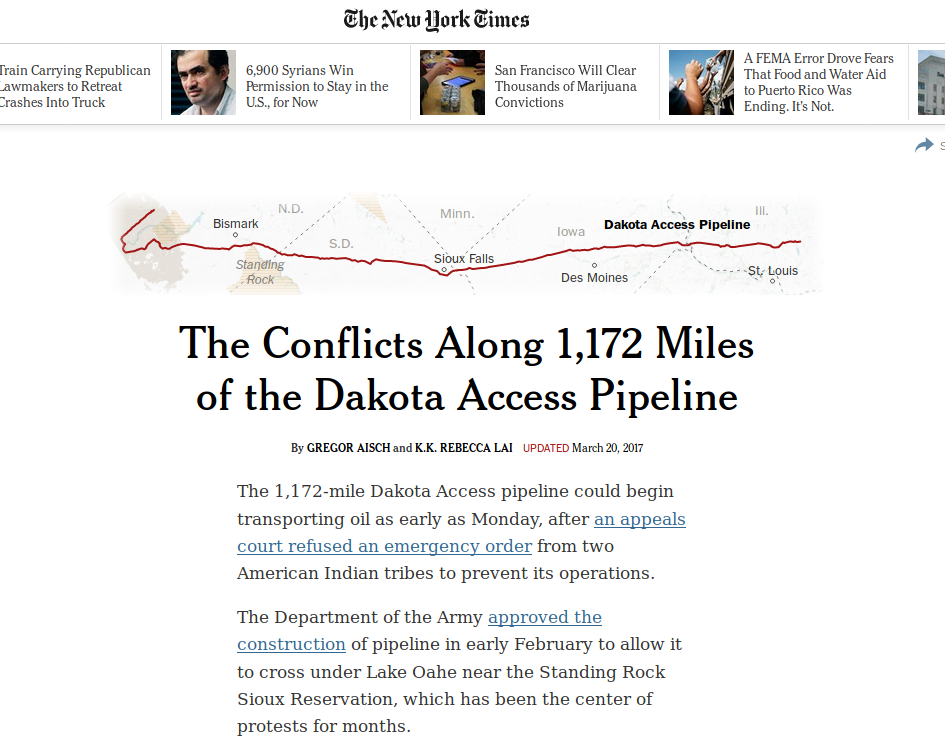 The New York Times
Train Carrying Republican
Lawmakers to Retreat
Crashes Into Truck
6,900 Syrians Win
Permission to Stay in the
U.S., for Now
San Francisco Will Clear
Thousands of Marijuana
Convictions
A FEMA Error Drove Fears
That Food and Water Aid
to Puerto Rico Was
Ending. It's Not.
S
N.D.
Bismark
Standing
Rock
S.D.
Minn.
Sioux Falls
Iowa
Dakota Access Pipeline
Ill.
Des Moines
St. Louis
The Conflicts Along 1,172 Miles
of the Dakota Access Pipeline
By GREGOR AISCH and K.K. REBECCA LAI UPDATED March 20, 2017
The 1,172-mile Dakota Access pipeline could begin
transporting oil as early as Monday, after an appeals
court refused an emergency order from two
American Indian tribes to prevent its operations.
The Department of the Army approved the
construction of pipeline in early February to allow it
to cross under Lake Oahe near the Standing Rock
Sioux Reservation, which has been the center of
protests for months.